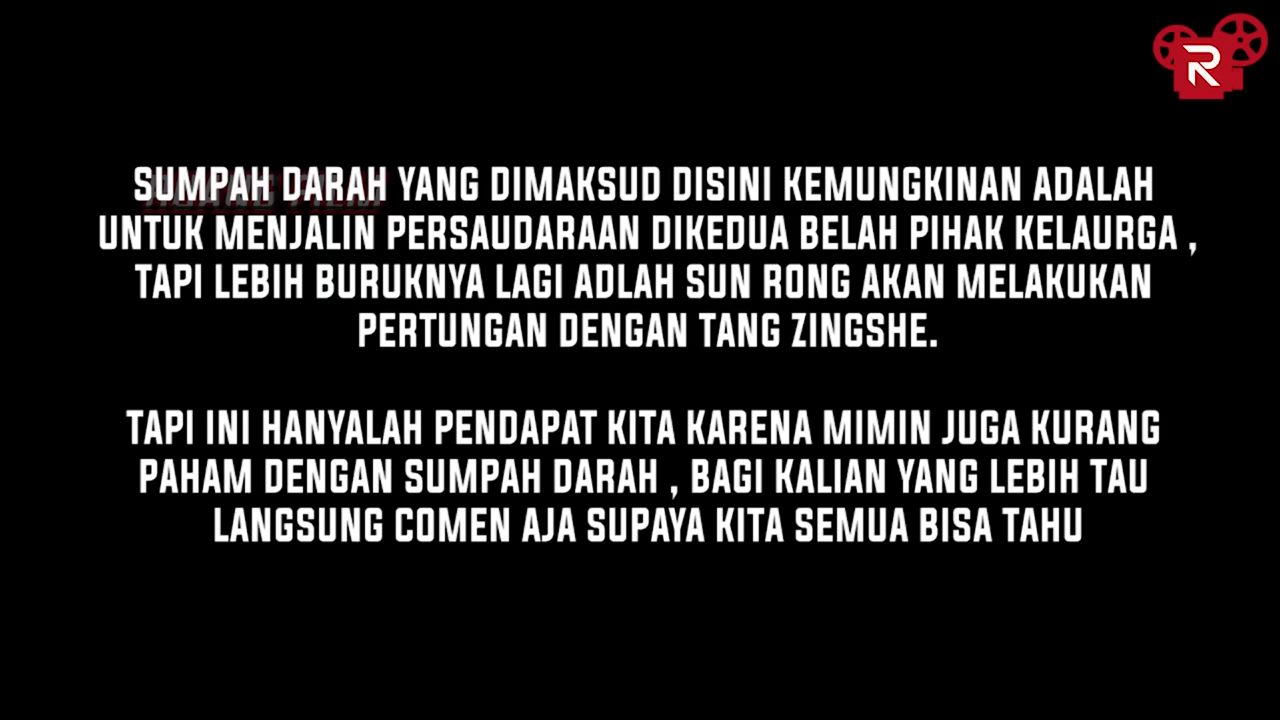 R
SUMPAH DARAH YANG DIMAKSUD DISINI KEMUNGKINAN ADALAH
UNTUK MENJALIN PERSAUDARAAN DIKEDUA BELAH PIHAK KELAURGA ,
TAPI LEBIH BURUKNYA LAGI ADLAH SUN RONG AKAN MELAKUKAN
PERTUNGAN DENGAN TANG ZINGSHE.
TAPI INI HANYALAH PENDAPAT KITA KARENA MIMIN JUGA KURANG
PAHAM DENGAN SUMPAH DARAH , BAGI KALIAN YANG LEBIH TAU
LANGSUNG COMEN AJA SUPAYA KITA SEMUA BISA TAHU